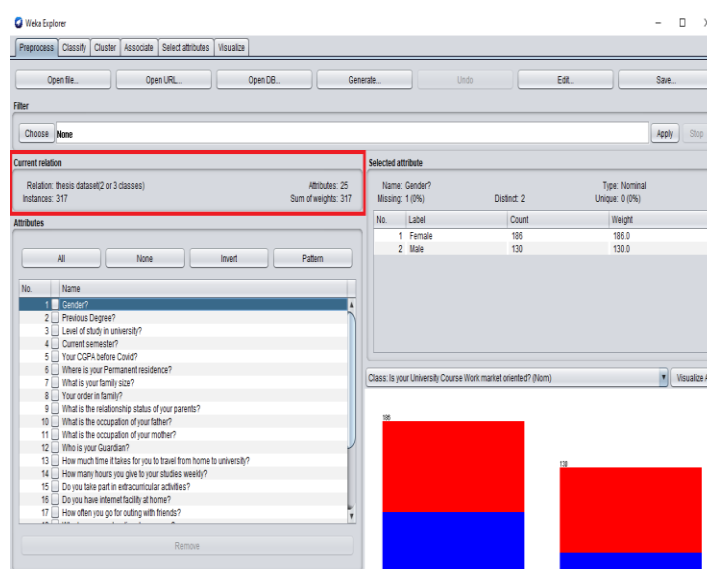 Weka Explorer
Preprocess Classify Cluster Associate Select attributes Visualize
Open file... Open URL... Open DB... Generate... Undo Edit... Save...
Filter
Choose None Apply Stop
Current relation
Relation: thesis dataset(2 or 3 classes) Attributes: 25
Instances: 317 Sum of weights: 317
Attributes
All None Invert Pattern
No. Name
1 Gender?
2 Previous Degree?
3 Level of study in university?
4 Current semester?
5 Your CGPA before Covid?
6 Where is your Permanent residence?
7 What is your family size?
8 Your order in family?
9 What is the relationship status of your parents?
10 What is the occupation of your father?
11 What is the occupation of your mother?
12 Who is your Guardian?
13 How much time it takes for you to travel from home to university?
14 How many hours you give to your studies weekly?
15 Do you take part in extracurricular activities?
16 Do you have internet facility at home?
17 How often you go for outing with friends?
Remove
Selected attribute
Name: Gender? Type: Nominal
Missing: 1 (0%) Distinct: 2 Unique: 0 (0%)
No. Label Count Weight
1 Female 186 186.0
2 Male 130 130.0
Class: Is your University Course Work market oriented? (Nom) Visualize A
186
130